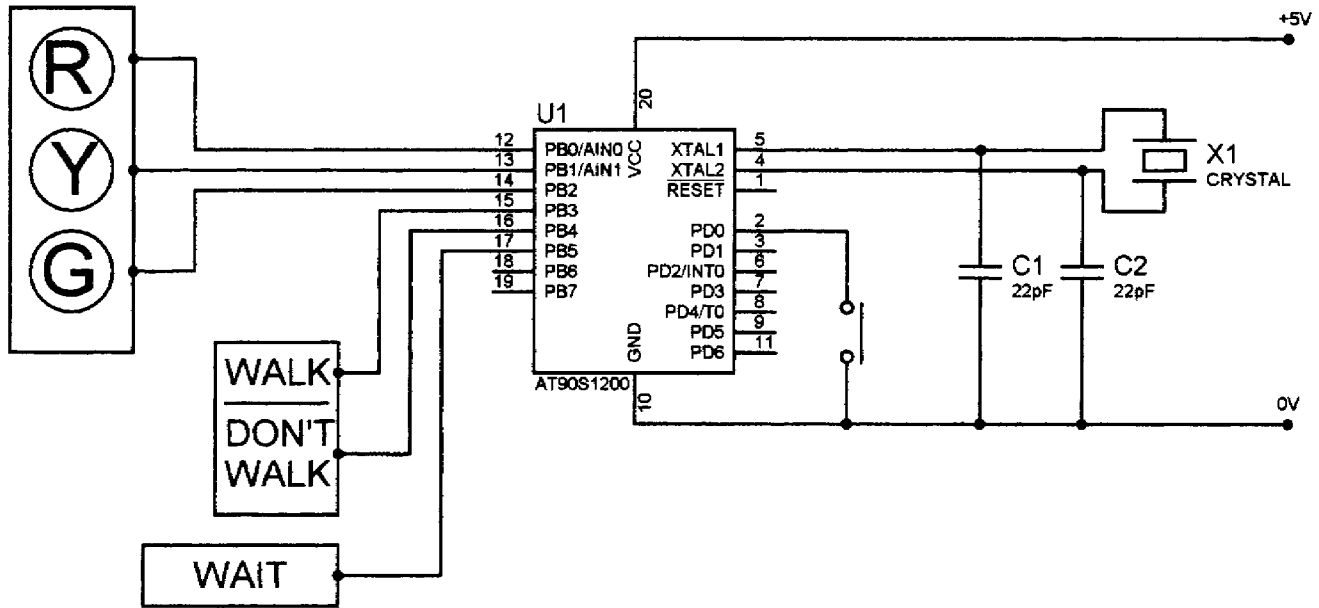 R
Y
G
WALK
DON'T
WALK
WAIT
U1
12 PB0/AIN0
13 PB1/AIN1
14 PB2
15 PB3
16 PB4
17 PB5
18 PB6
19 PB7
20
VCC
GND
10
XTAL1 5
XTAL2 4
RESET 1
PD0 2
PD1 3
PD2/INT0 6
PD3 7
PD4/T0 8
PD5 9
PD6 11
AT90S1200
+5V
X1
CRYSTAL
C1
22pF
C2
22pF
0V